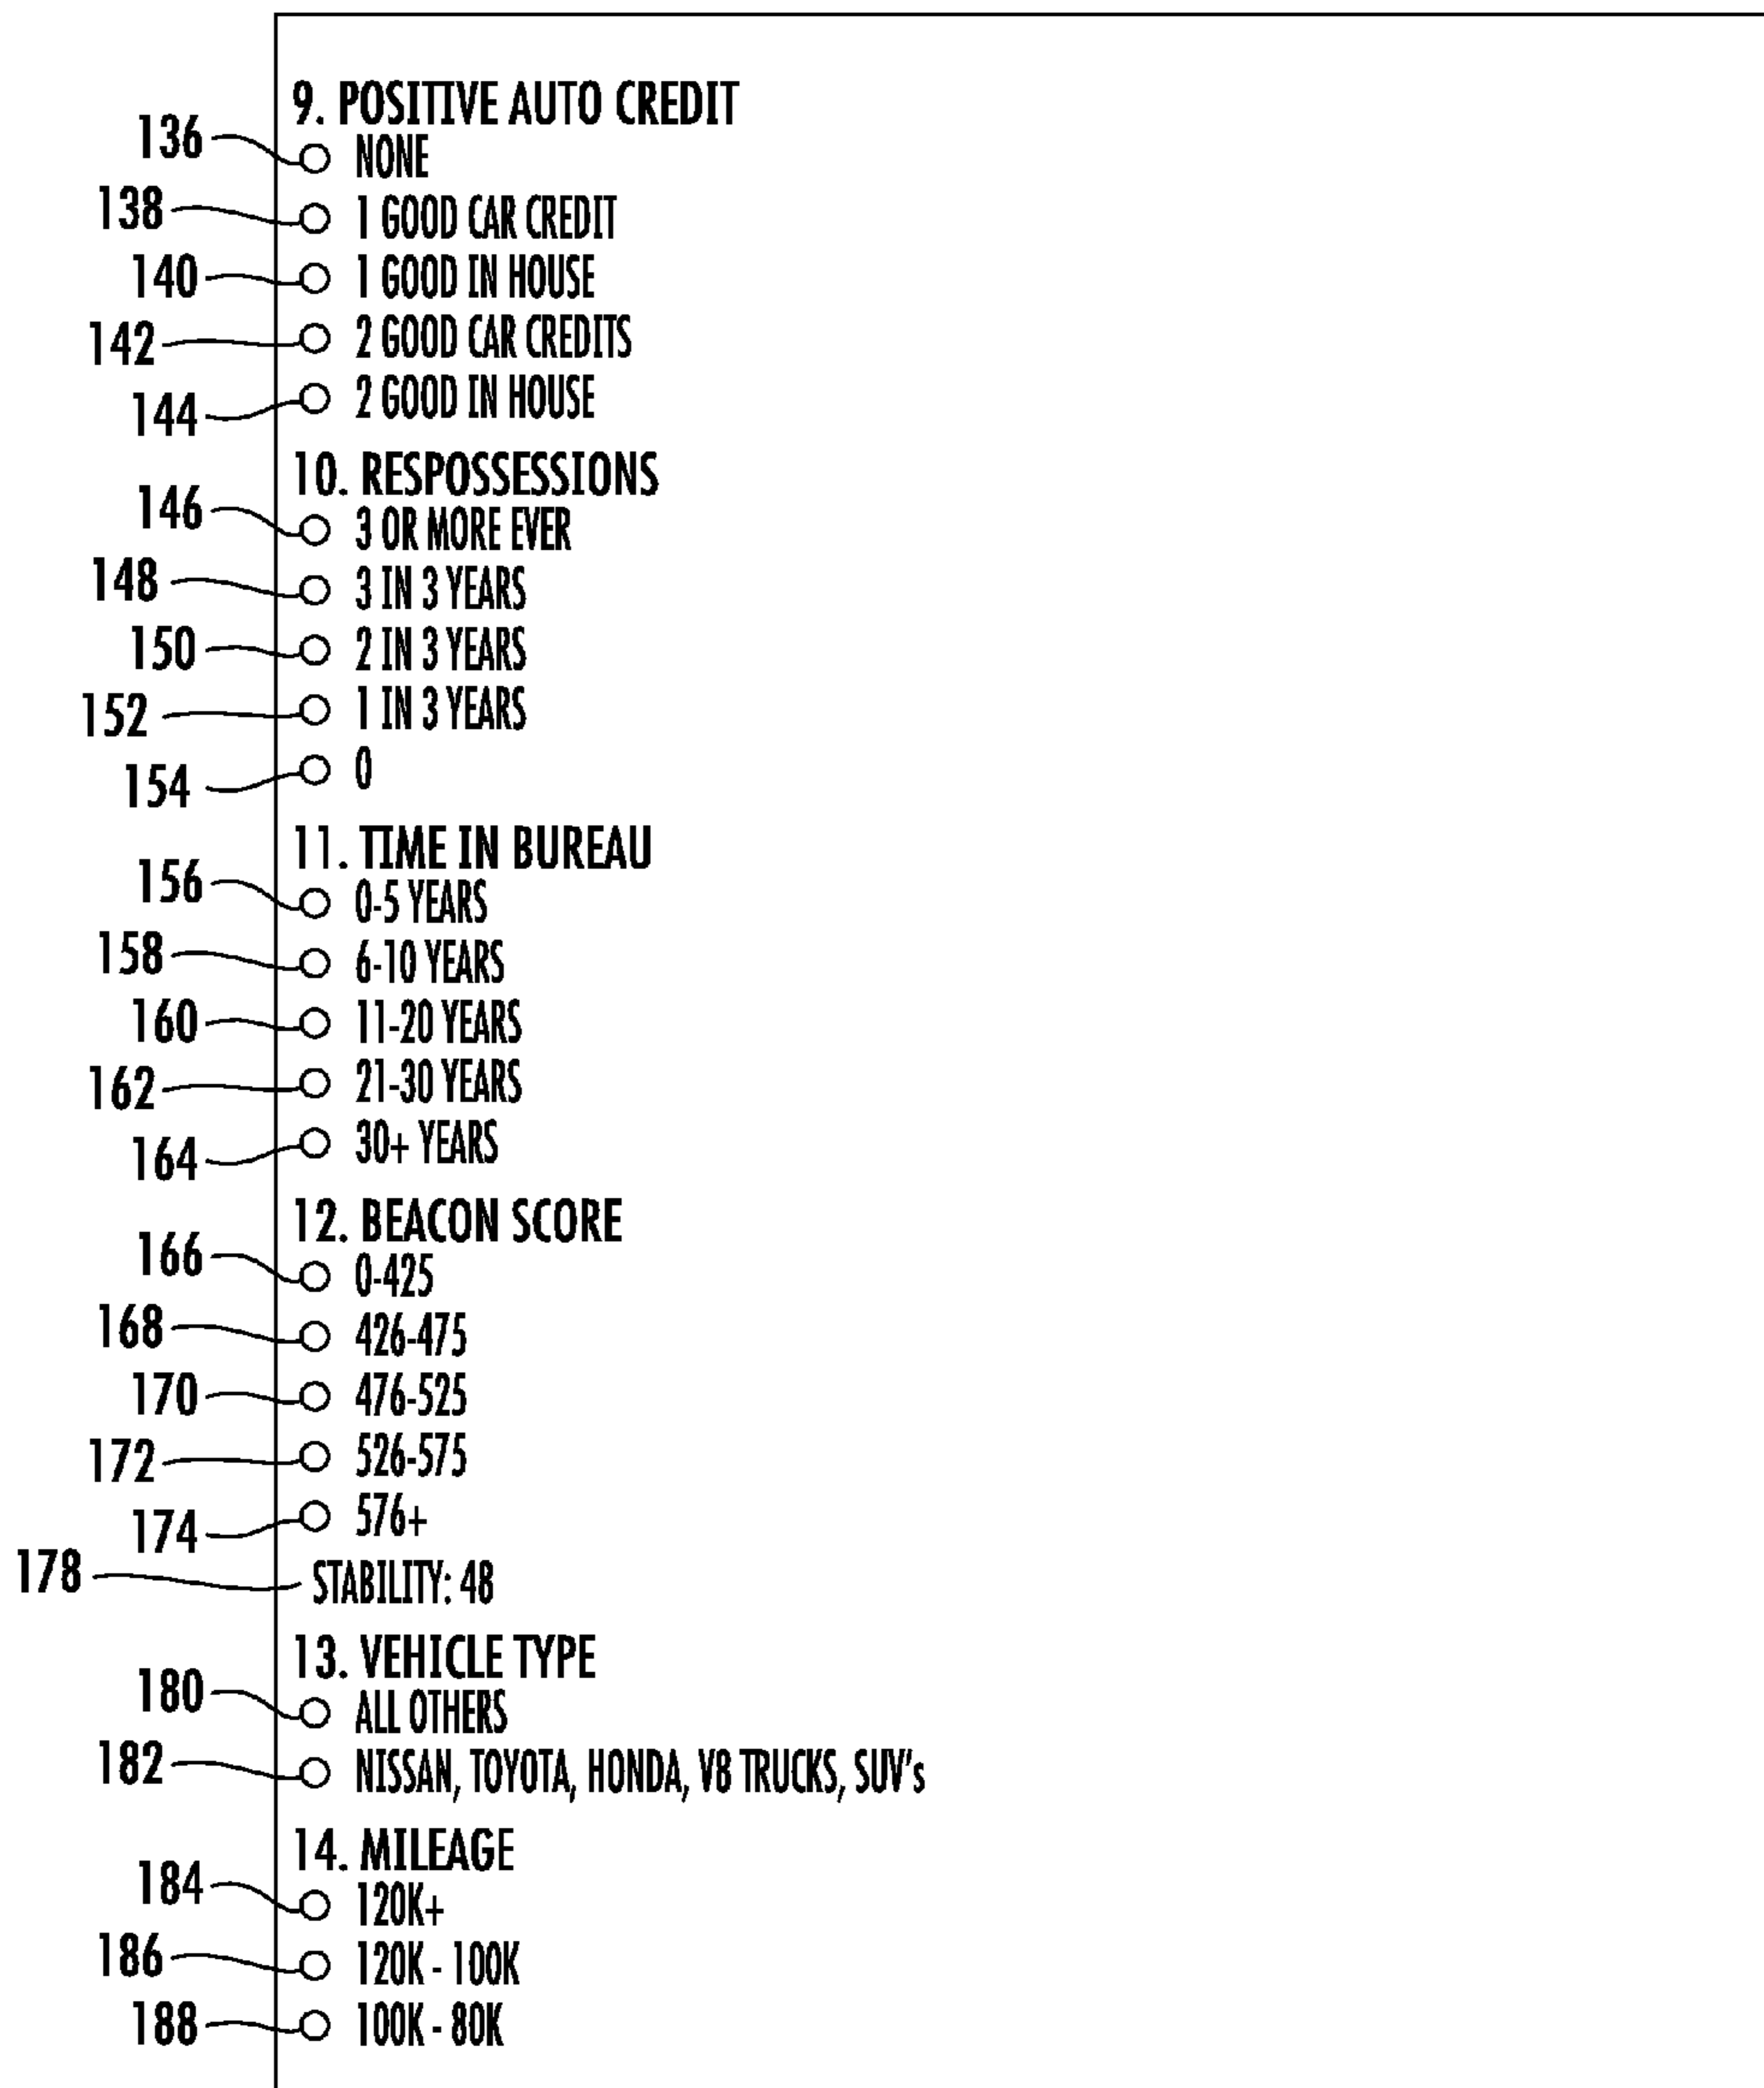 9. POSITIVE AUTO CREDIT
136 NONE
138 1 GOOD CAR CREDIT
140 1 GOOD IN HOUSE
142 2 GOOD CAR CREDITS
144 2 GOOD IN HOUSE
10. RESPOSSESSIONS
146 3 OR MORE EVER
148 3 IN 3 YEARS
150 2 IN 3 YEARS
152 1 IN 3 YEARS
154 0
11. TIME IN BUREAU
156 0-5 YEARS
158 6-10 YEARS
160 11-20 YEARS
162 21-30 YEARS
164 30+ YEARS
12. BEACON SCORE
166 0-425
168 426-475
170 476-525
172 526-575
174 576+
178 STABILITY: 48
13. VEHICLE TYPE
180 ALL OTHERS
182 NISSAN, TOYOTA, HONDA, V8 TRUCKS, SUV's
14. MILEAGE
184 120K+
186 120K - 100K
188 100K - 80K